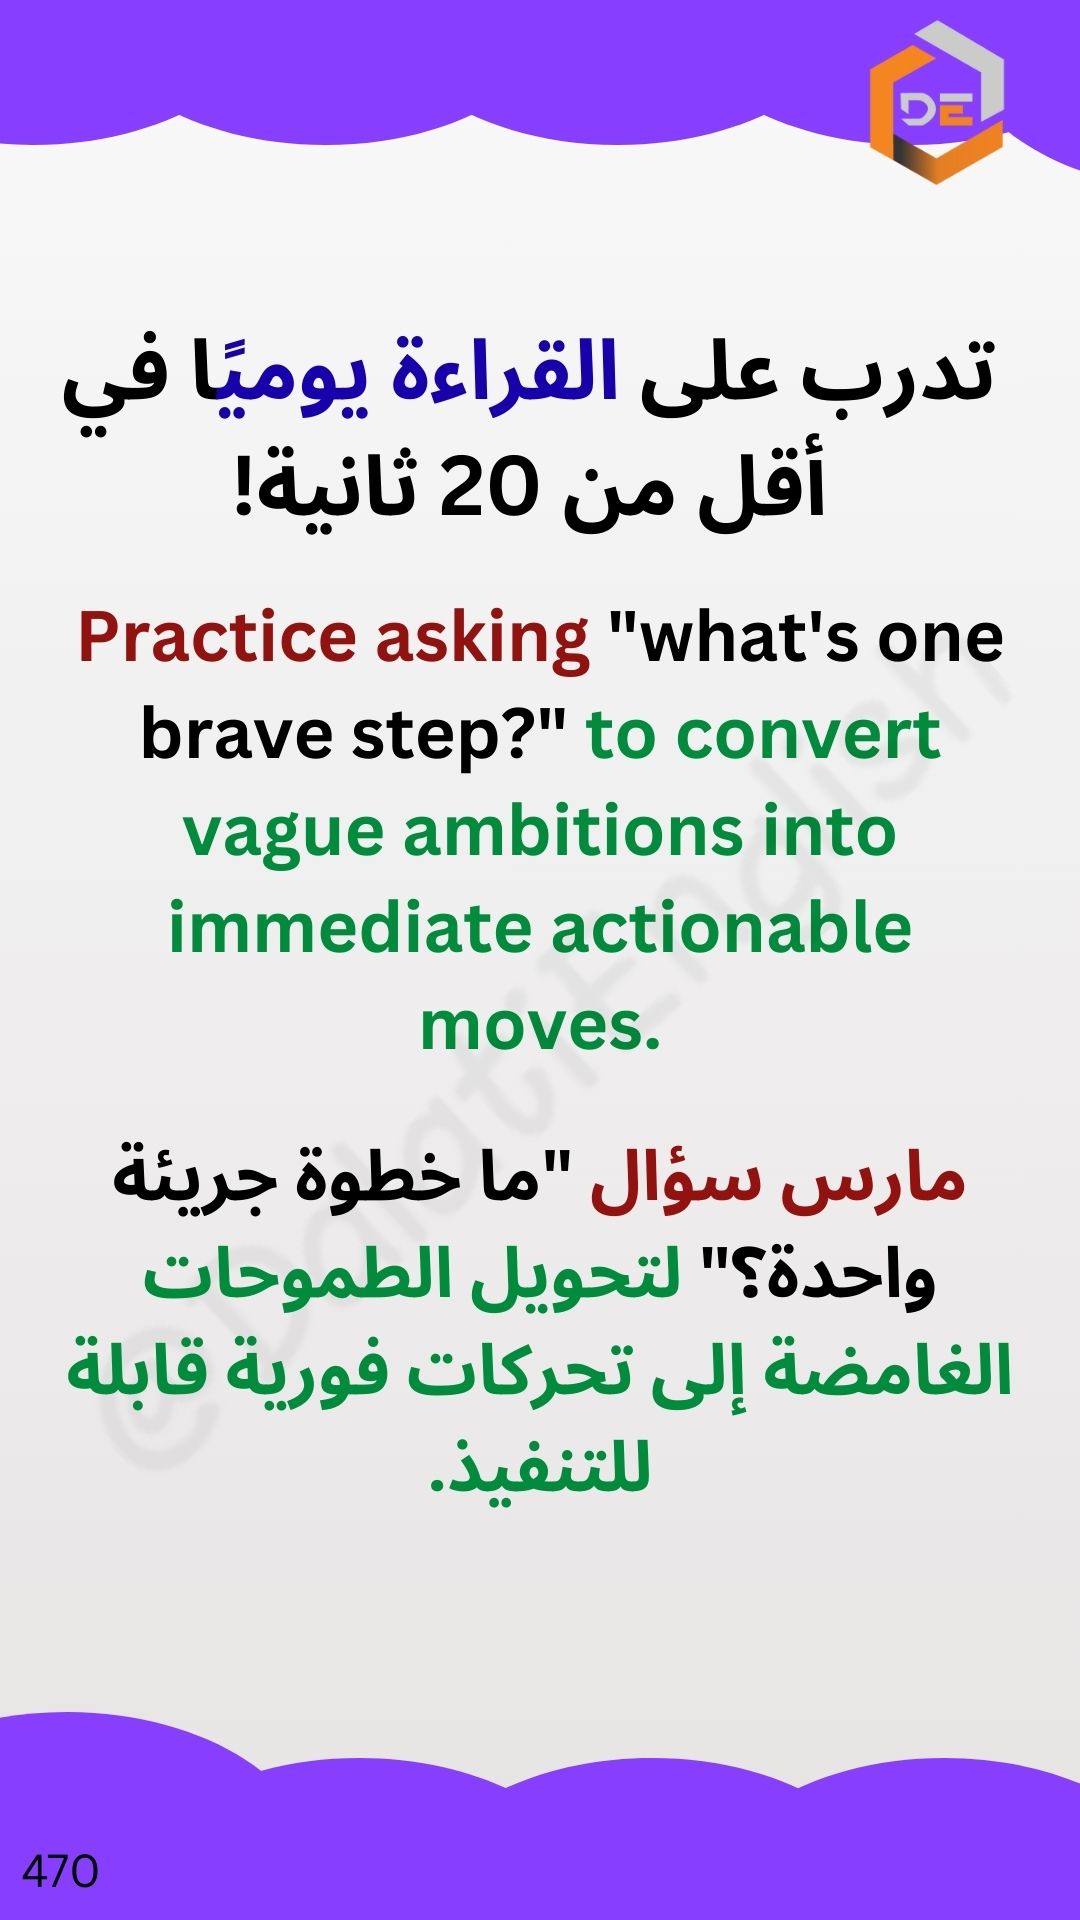 DE
تدرب على القراءة يوميًا في
أقل من 20 ثانية!
Practice asking "what's one
brave step?" to convert
vague ambitions into
immediate actionable
moves.
مارس سؤال "ما خطوة جريئة
واحدة؟" لتحويل الطموحات
الغامضة إلى تحركات فورية قابلة
للتنفيذ.
@DalatiEnglish
470